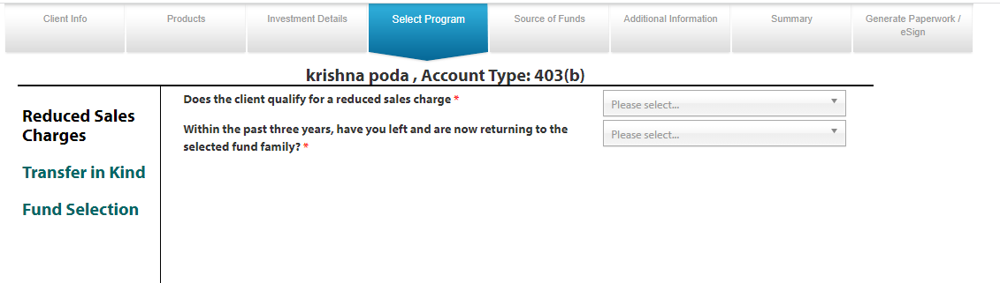 Client Info
Products
Investment Details
Select Program
Source of Funds
Additional Information
Summary
Generate Paperwork /
eSign
krishna poda , Account Type: 403(b)
Reduced Sales
Charges
Transfer in Kind
Fund Selection
Does the client qualify for a reduced sales charge *
Please select...
Within the past three years, have you left and are now returning to the
selected fund family? *
Please select...